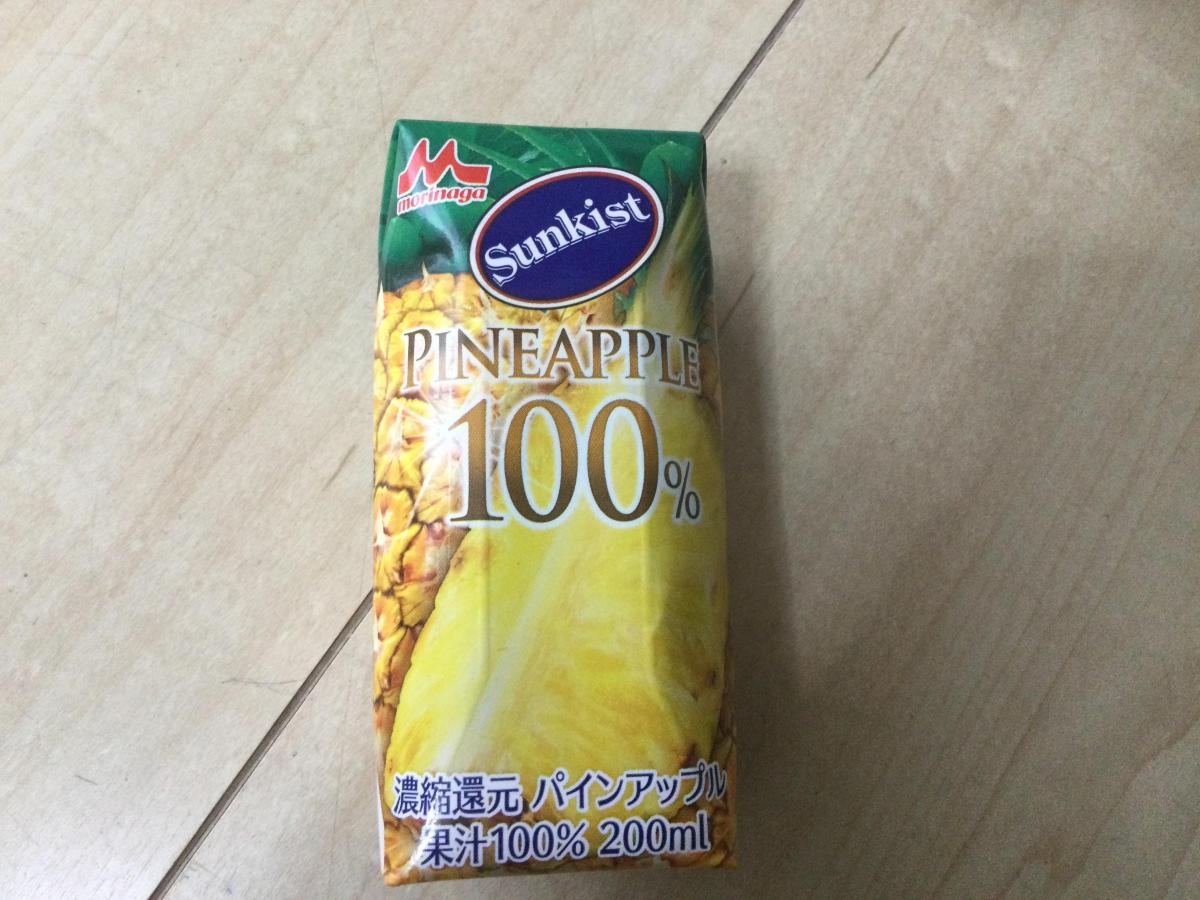 morinaga
Sunkist
PINEAPPLE
100%
濃縮還元 パインアップル
果汁100% 200ml